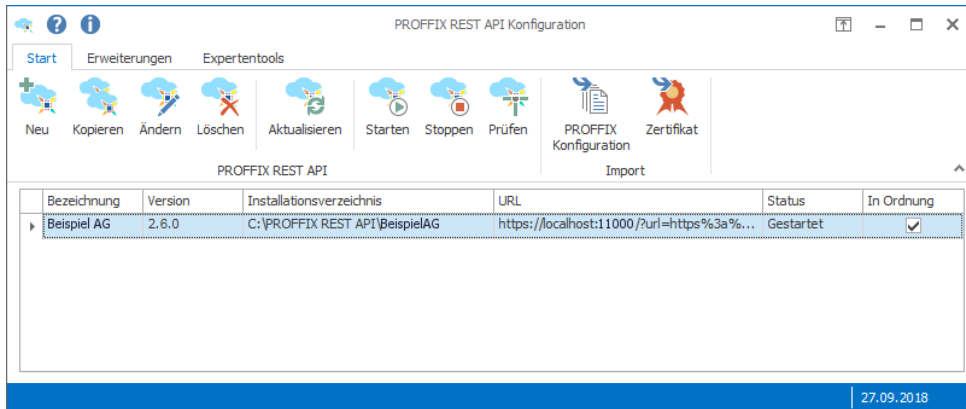 PROFFIX REST API Konfiguration
Start Erweiterungen Expertentools
Neu Kopieren Ändern Löschen Aktualisieren Starten Stoppen Prüfen PROFFIX Zertifikat
Konfiguration
PROFFIX REST API Import
Bezeichnung Version Installationsverzeichnis URL Status In Ordnung
Beispiel AG 2.6.0 C:\PROFFIX REST API\BeispielAG https://localhost:11000/?url=https%3a%... Gestartet
27.09.2018